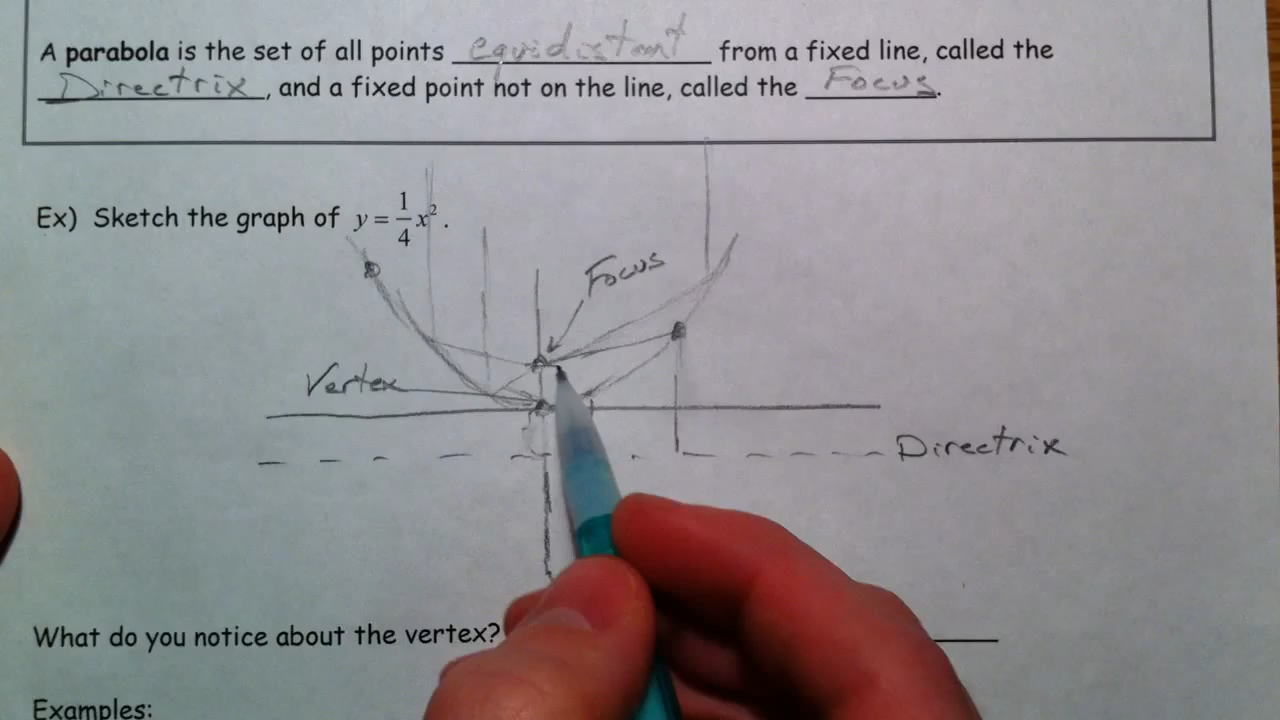 A parabola is the set of all points equidistant from a fixed line, called the
Directrix, and a fixed point not on the line, called the Focus.
Ex) Sketch the graph of y = 1/4 x².
Focus
Vertex
Directrix
What do you notice about the vertex?
Examples: